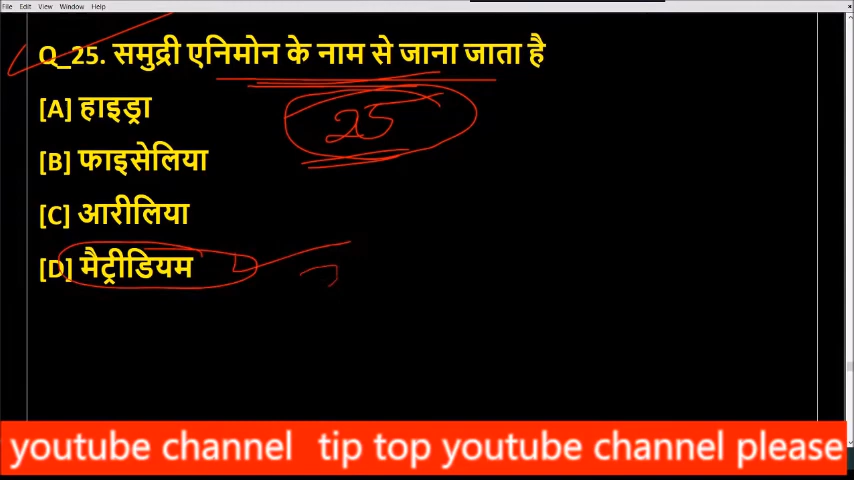 File Edit View Window Help
Q_25. समुद्री एनिमोन के नाम से जाना जाता है
25
[A] हाइड्रा
[B] फाइसेलिया
[C] आरीलिया
[D] मैट्रीडियम
youtube channel tip top youtube channel please